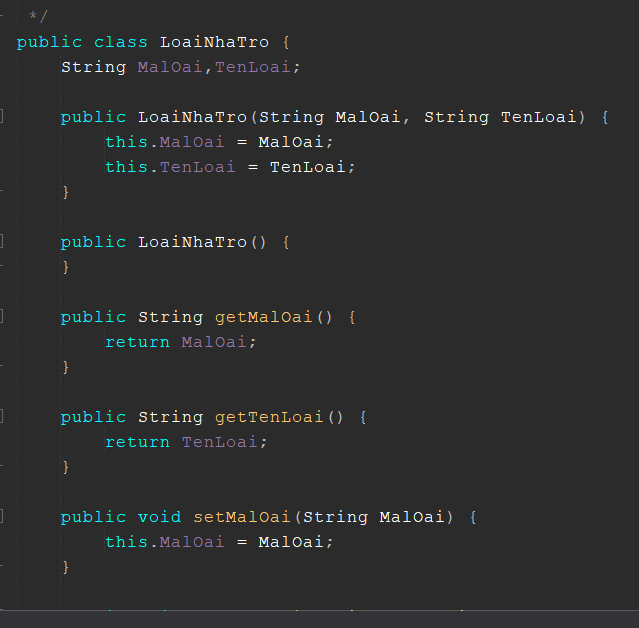 */
public class LoaiNhaTro {
String MalOai,TenLoai;
public LoaiNhaTro(String MalOai, String TenLoai) {
this.MalOai = MalOai;
this.TenLoai = TenLoai;
}
public LoaiNhaTro() {
}
public String getMalOai() {
return MalOai;
}
public String getTenLoai() {
return TenLoai;
}
public void setMalOai(String MalOai) {
this.MalOai = MalOai;
}